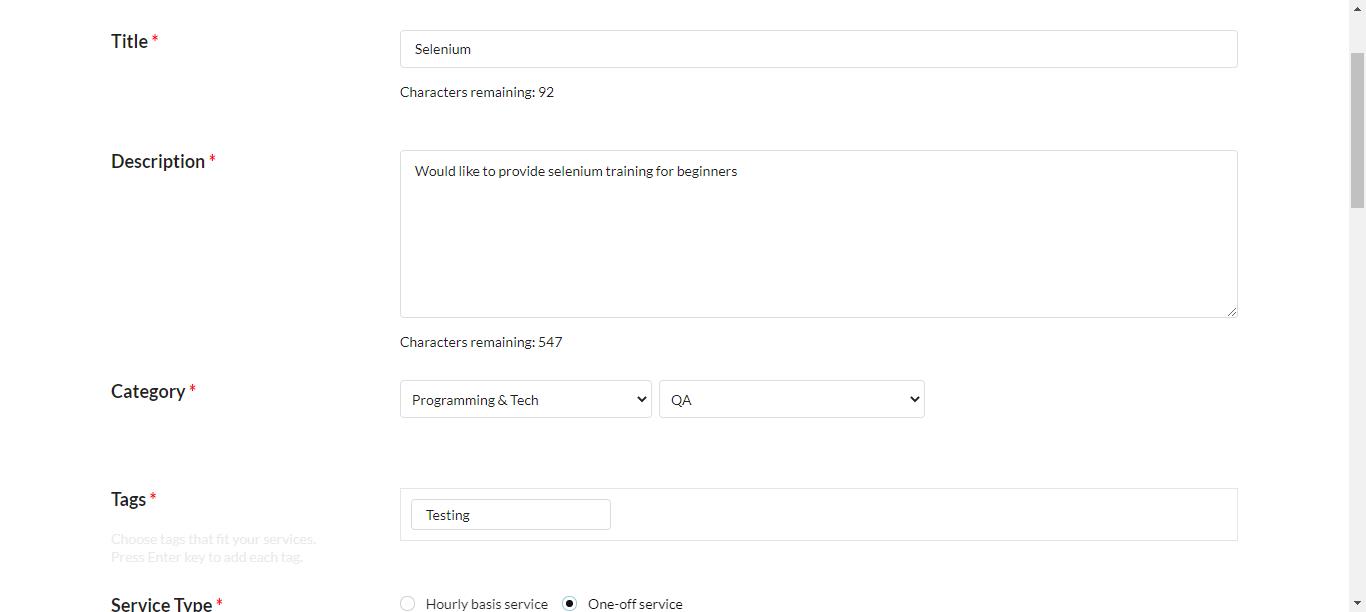 Title *
Selenium
Characters remaining: 92
Description *
Would like to provide selenium training for beginners
Characters remaining: 547
Category *
Programming & Tech
QA
Tags *
Testing
Choose tags that fit your services.
Press Enter key to add each tag.
Service Type *
Hourly basis service
One-off service